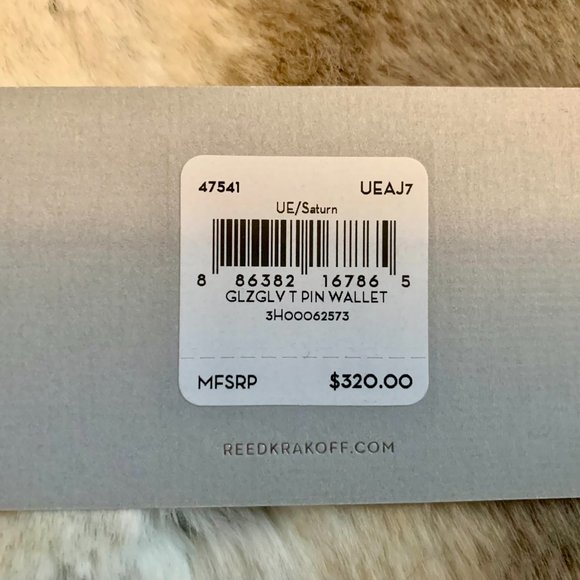 47541 UEAJ7
UE/Saturn
8 86382 16786 5
GLZGLV T PIN WALLET
3H00062573
MFSRP $320.00
REEDKRAKOFF.COM